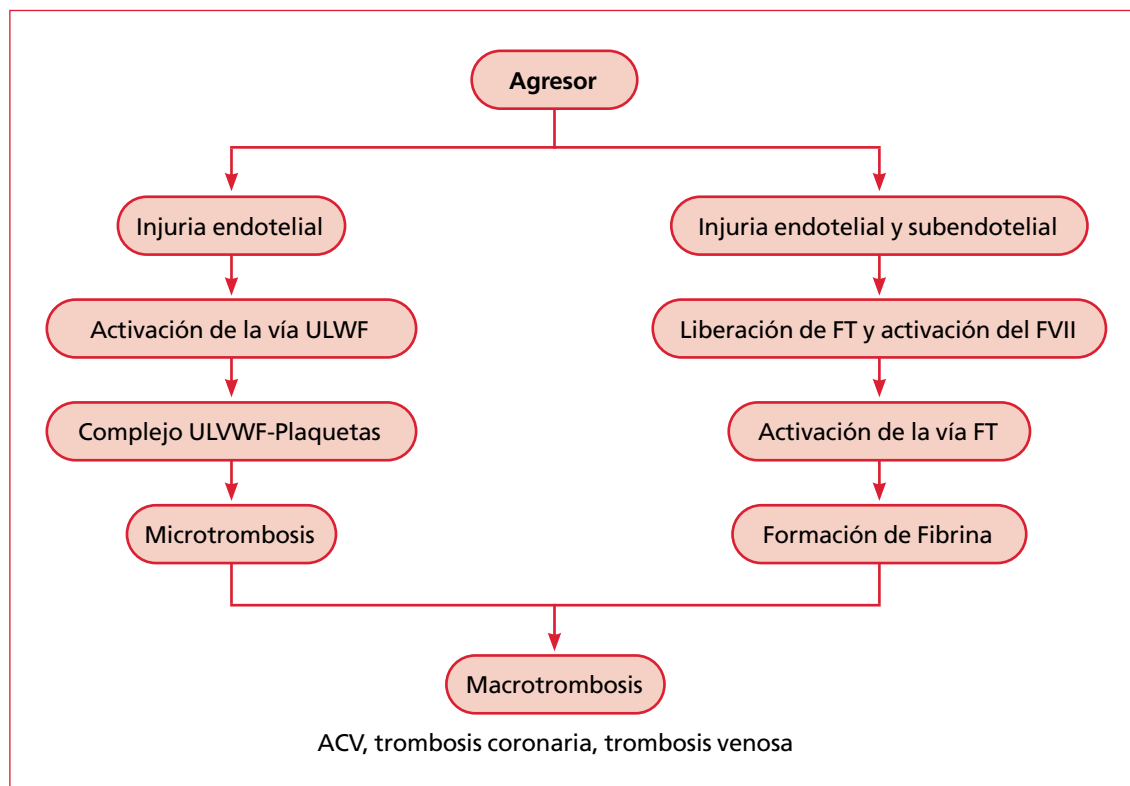 Agresor
Injuria endotelial
Injuria endotelial y subendotelial
Activación de la vía ULWF
Liberación de FT y activación del FVII
Complejo ULVWF-Plaquetas
Activación de la vía FT
Microtrombosis
Formación de Fibrina
Macrotrombosis
ACV, trombosis coronaria, trombosis venosa